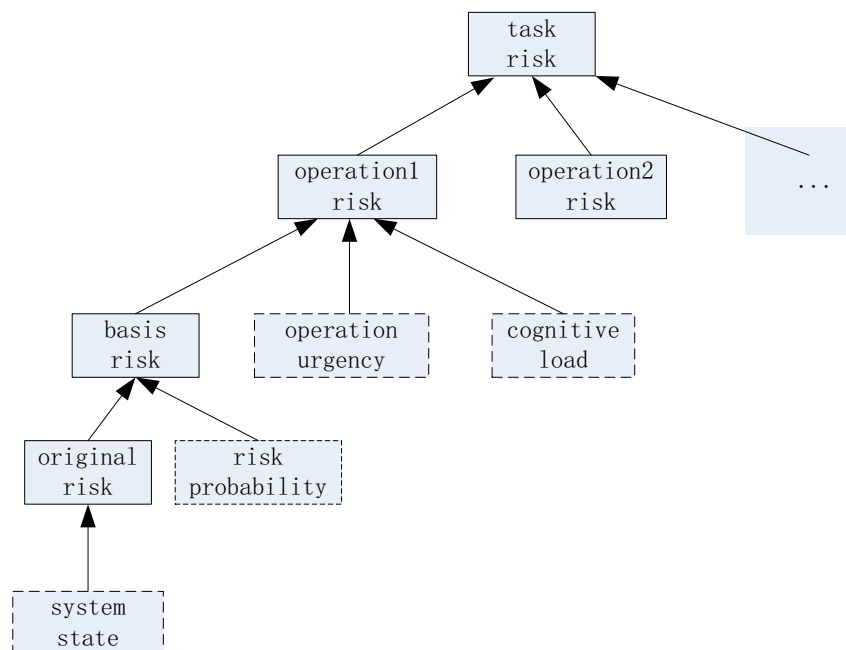 task
risk
operation1
risk
operation2
risk
...
basis
risk
operation
urgency
cognitive
load
original
risk
risk
probability
system
state